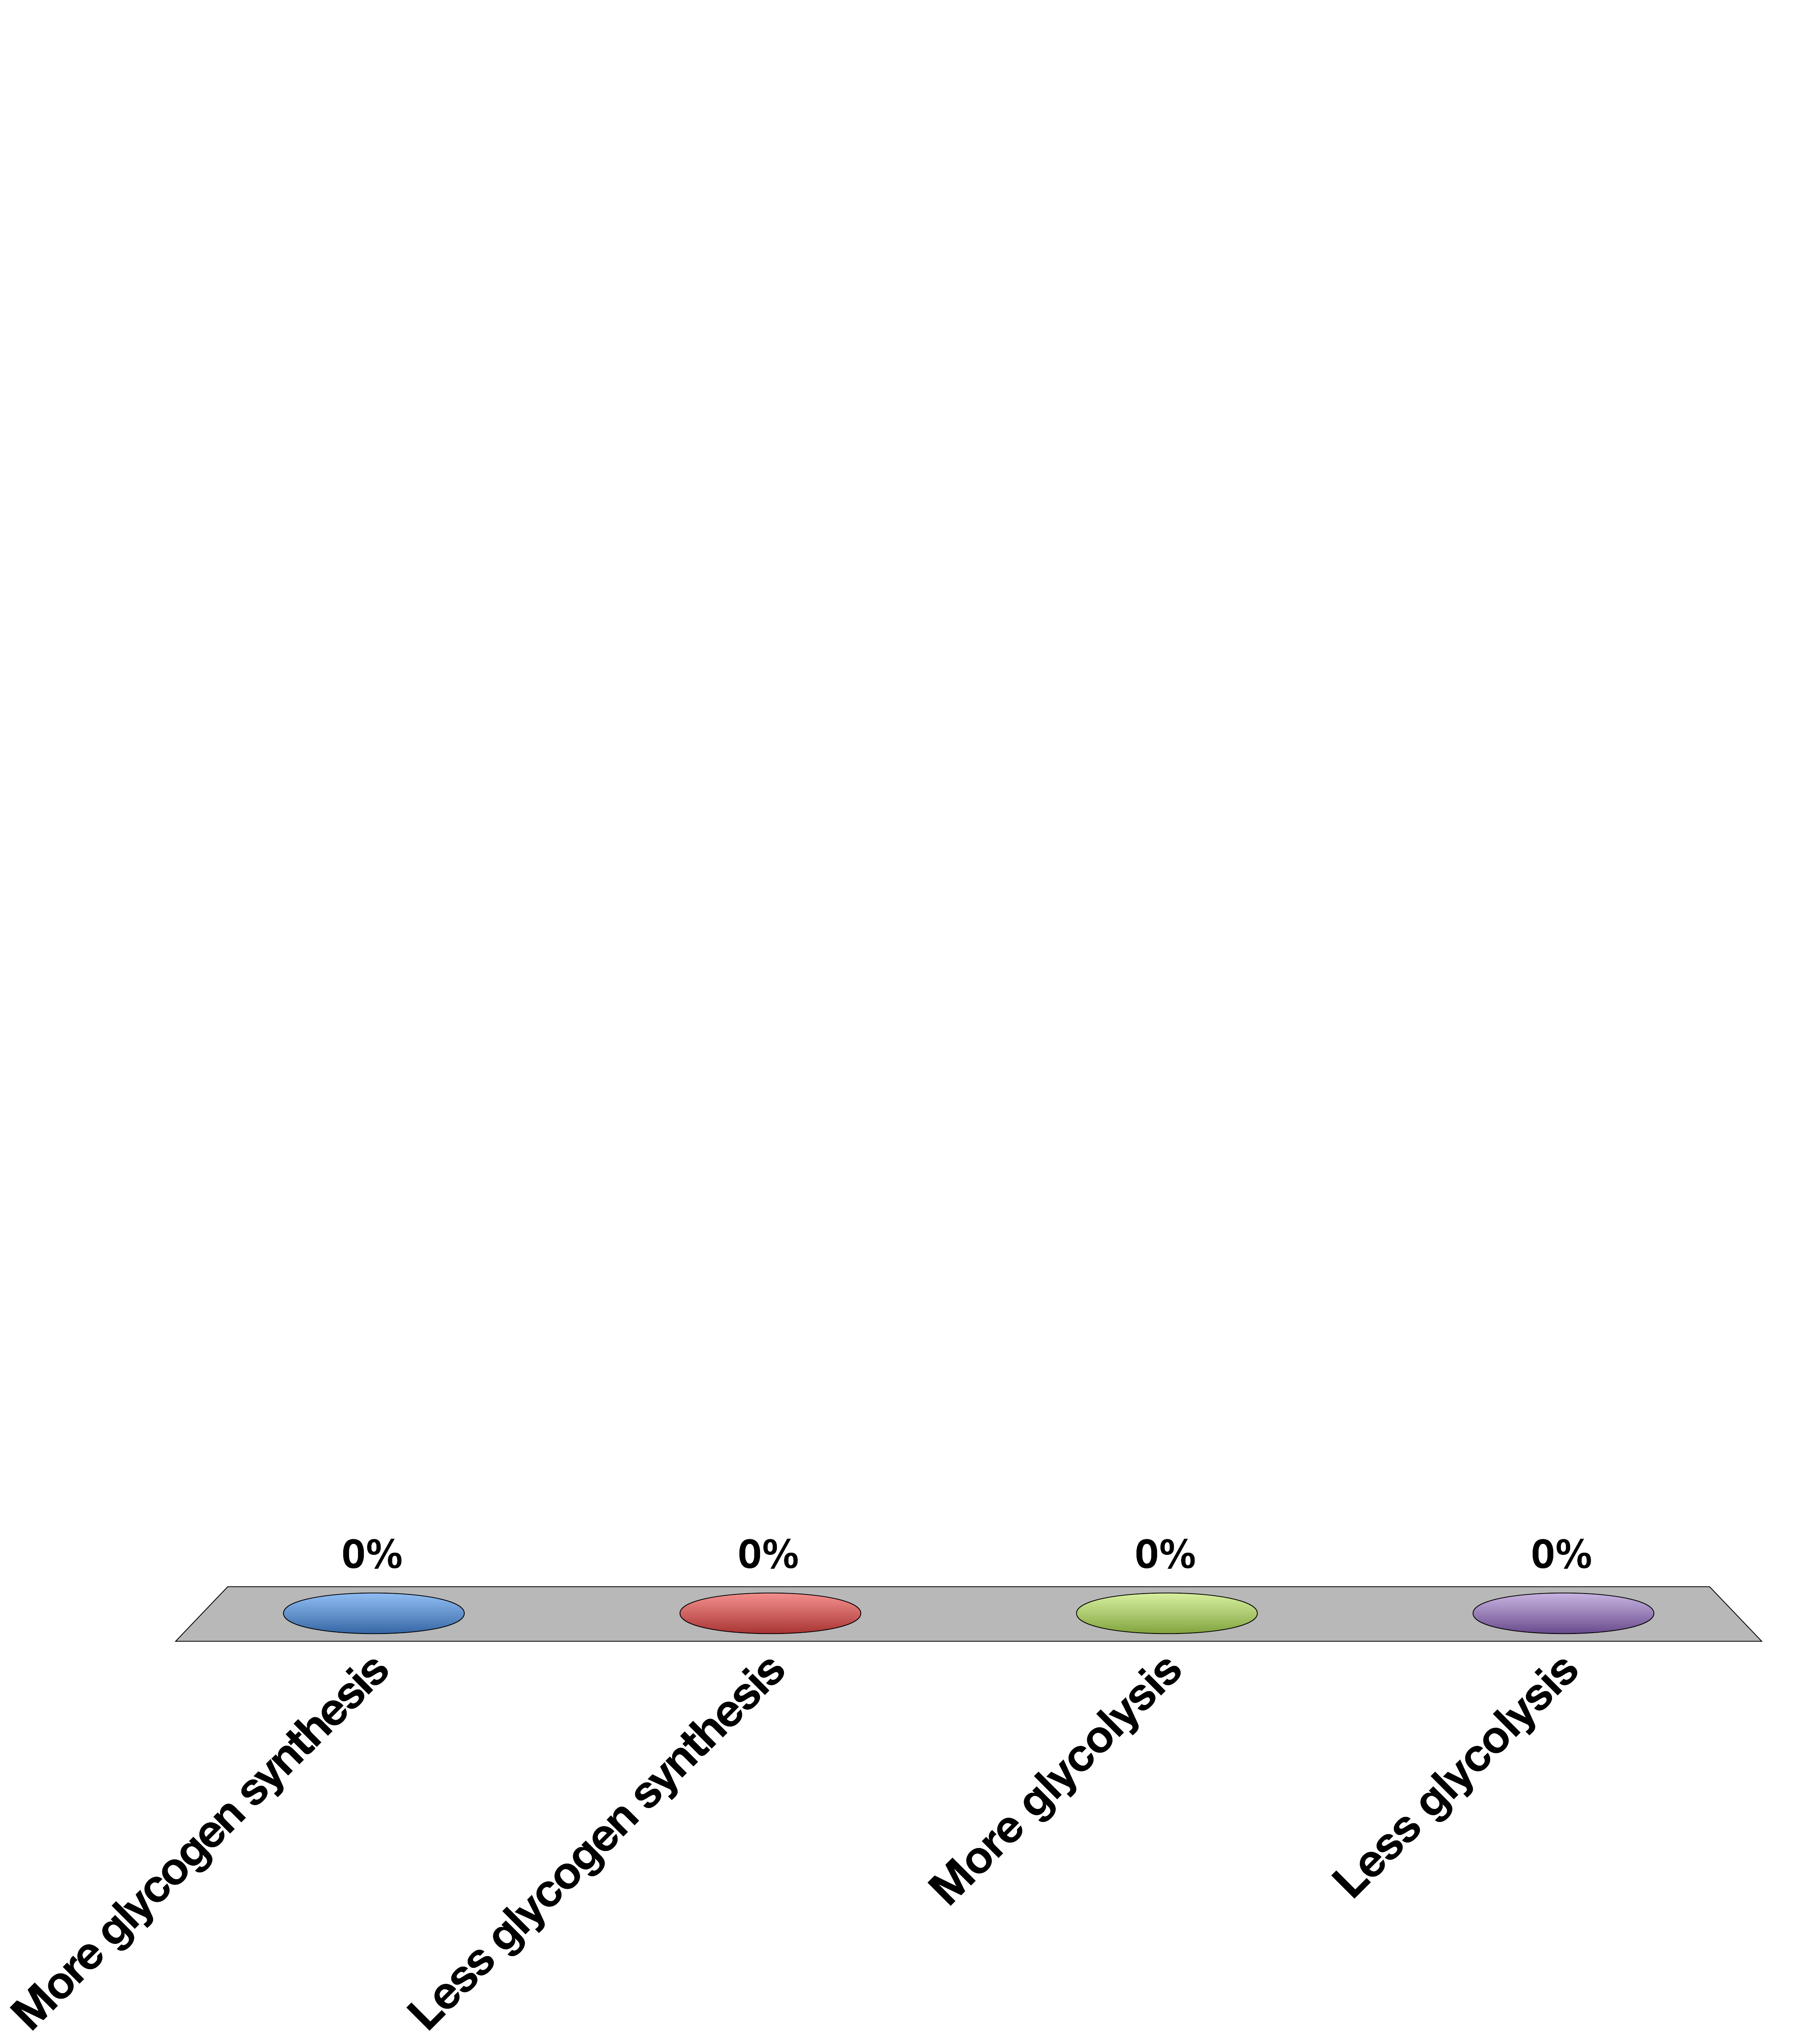 0%
0%
0%
0%
More glycogen synthesis
Less glycogen synthesis
More glycolysis
Less glycolysis